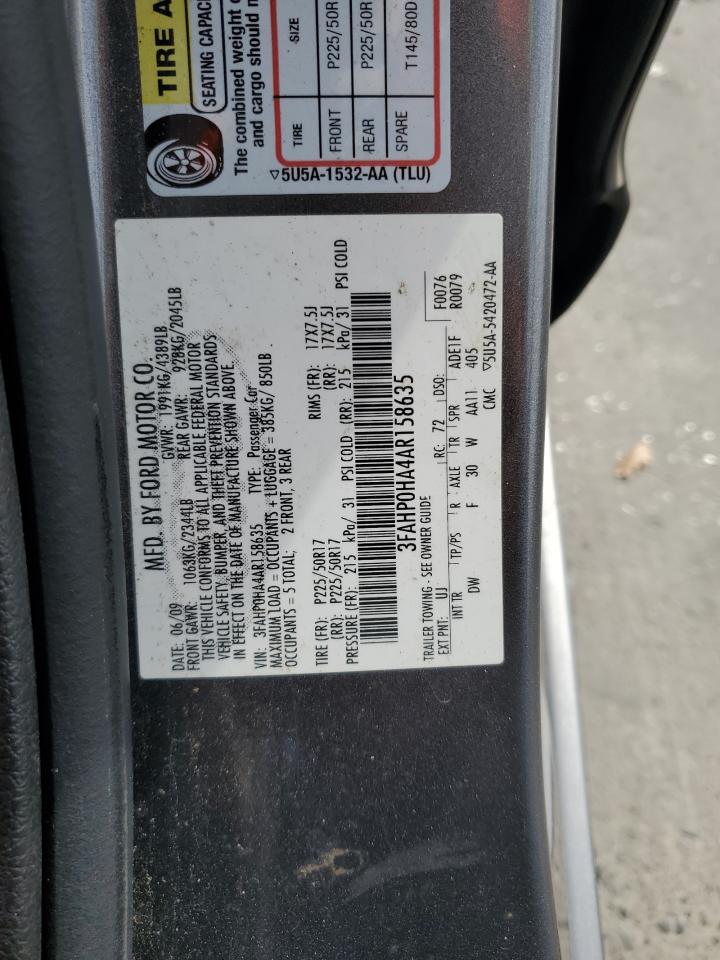 MFD. BY FORD MOTOR CO.
DATE: 06/09 GVWR: 1991KG/4389LB
FRONT GAWR: 1063KG/2344LB REAR GAWR: 928KG/2045LB
THIS VEHICLE CONFORMS TO ALL APPLICABLE FEDERAL MOTOR
VEHICLE SAFETY, BUMPER, AND THEFT PREVENTION STANDARDS
IN EFFECT ON THE DATE OF MANUFACTURE SHOWN ABOVE.
VIN: 3FAHP0HA4AR158635 TYPE: Passenger Car
MAXIMUM LOAD = OCCUPANTS + LUGGAGE = 385KG/ 850LB
OCCUPANTS = 5 TOTAL; 2 FRONT, 3 REAR
TIRE (FR): P225/50R17 RIMS (FR): 17X7.5J
(RR): P225/50R17 (RR): 17X7.5J
PRESSURE (FR): 215 kPa/ 31 PSI COLD (RR): 215 kPa/ 31 PSI COLD
3FAHP0HA4AR158635
TRAILER TOWING - SEE OWNER GUIDE F0076
EXT PNT: UJ RC: 72 DSO: R0079
INT TR TP/PS R AXLE TR SPR ADE1F
DW F 30 W AA11 405
CMC ▽5U5A-5420472-AA
TIRE A
SEATING CAPAC
The combined weight o
and cargo should n
TIRE SIZE
FRONT P225/50R
REAR P225/50R
SPARE T145/80D
▽5U5A-1532-AA (TLU)